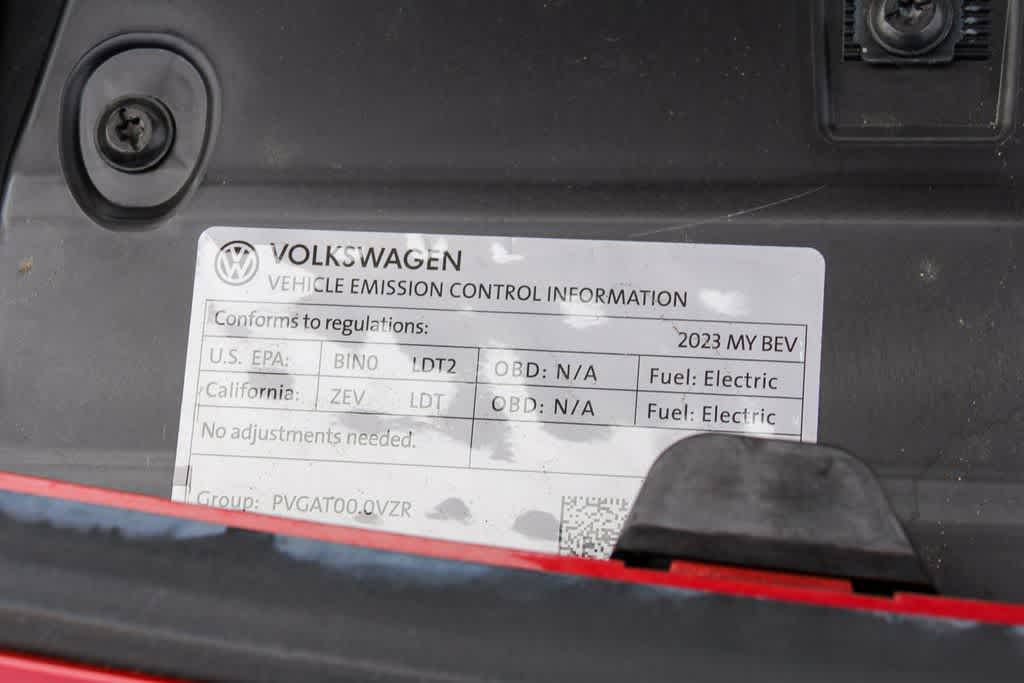 VOLKSWAGEN
VEHICLE EMISSION CONTROL INFORMATION
Conforms to regulations: 2023 MY BEV
U.S. EPA: BIN0 LDT2 OBD: N/A Fuel: Electric
California: ZEV LDT OBD: N/A Fuel: Electric
No adjustments needed.
Group: PVGAT00.0VZR